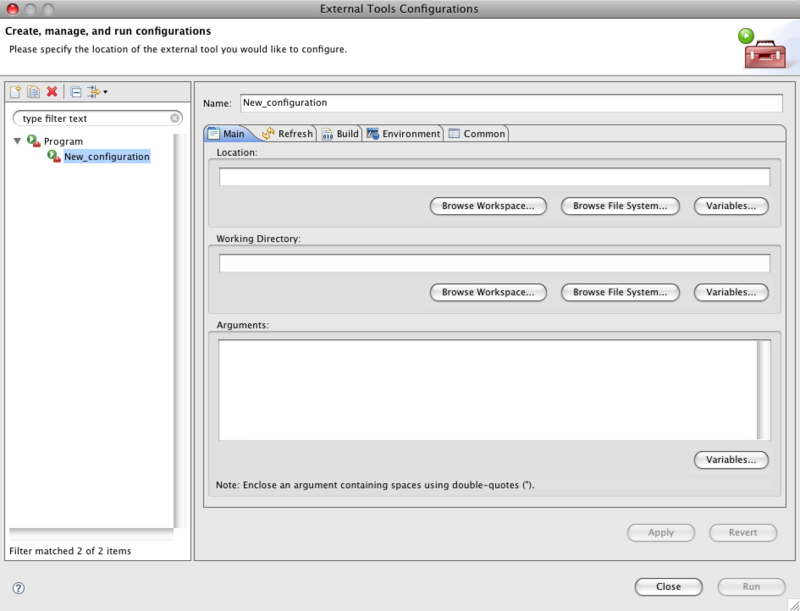 External Tools Configurations
Create, manage, and run configurations
Please specify the location of the external tool you would like to configure.
type filter text
Program
New_configuration
Filter matched 2 of 2 items
Name: New_configuration
Main Refresh Build Environment Common
Location:
Browse Workspace... Browse File System... Variables...
Working Directory:
Browse Workspace... Browse File System... Variables...
Arguments:
Variables...
Note: Enclose an argument containing spaces using double-quotes (").
Apply Revert
? Close Run